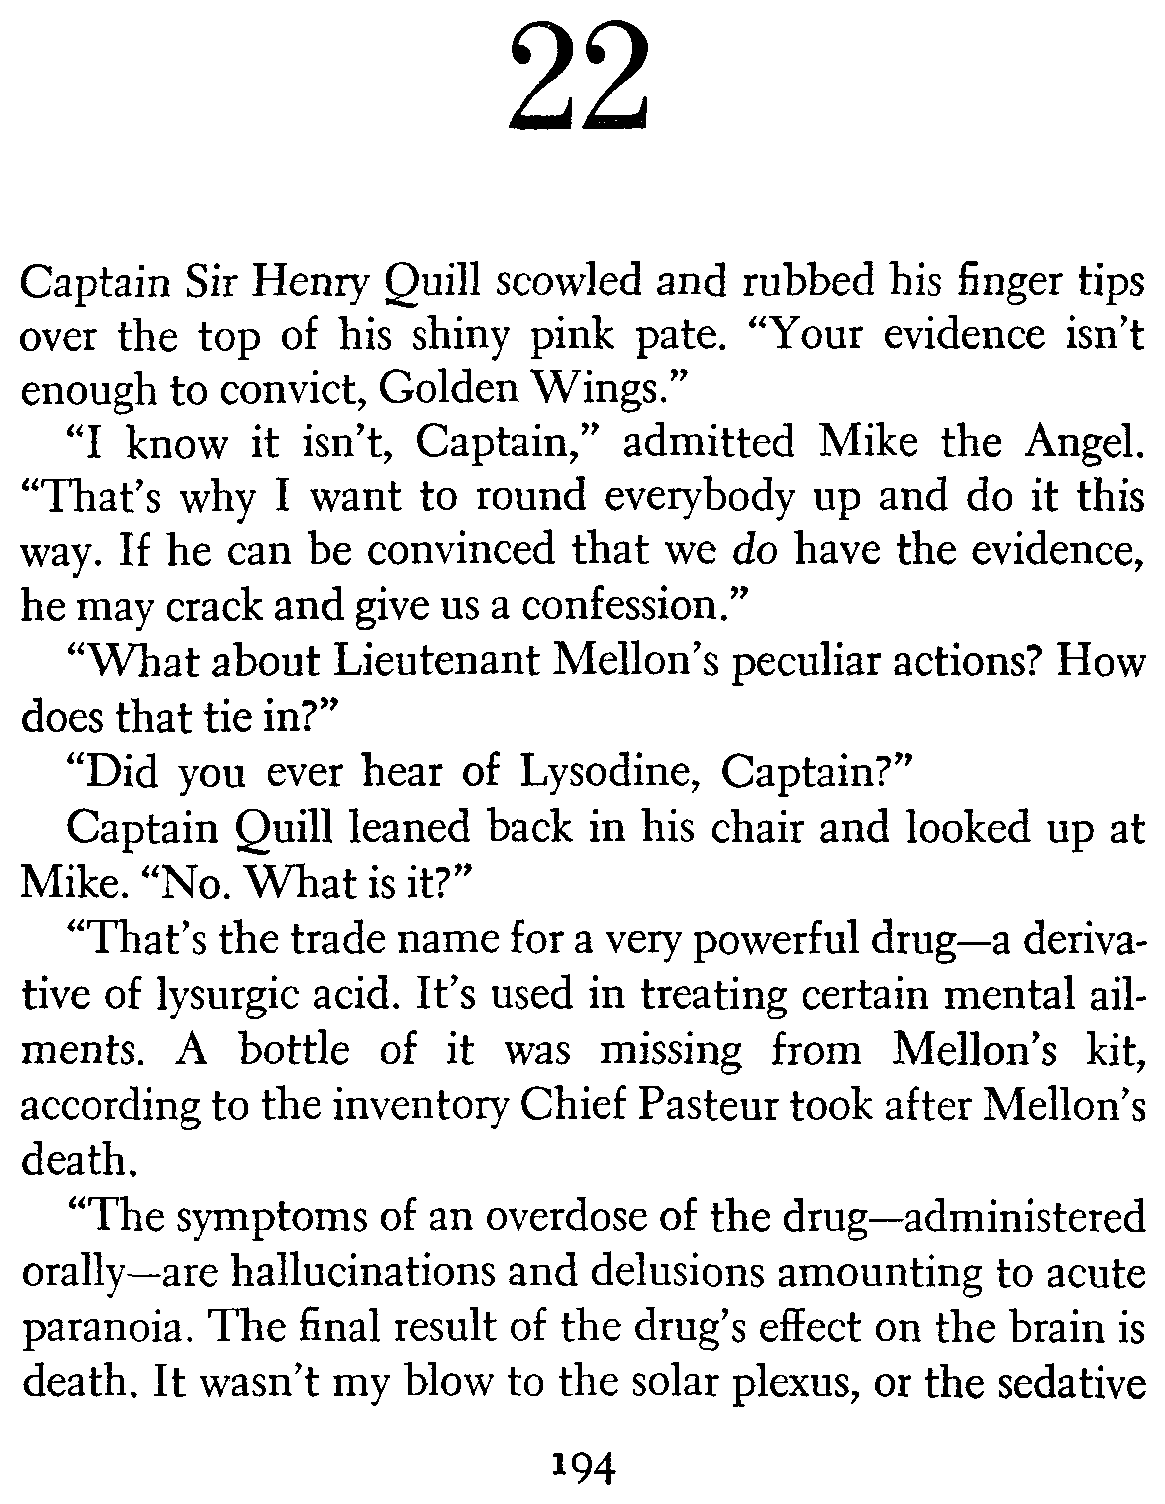 22
Captain Sir Henry Quill scowled and rubbed his finger tips
over the top of his shiny pink pate. “Your evidence isn’t
enough to convict, Golden Wings.”
“I know it isn’t, Captain,” admitted Mike the Angel.
“That’s why I want to round everybody up and do it this
way. If he can be convinced that we do have the evidence,
he may crack and give us a confession.”
“What about Lieutenant Mellon’s peculiar actions? How
does that tie in?”
“Did you ever hear of Lysodine, Captain?”
Captain Quill leaned back in his chair and looked up at
Mike. “No. What is it?”
“That’s the trade name for a very powerful drug—a deriva-
tive of lysurgic acid. It’s used in treating certain mental ail-
ments. A bottle of it was missing from Mellon’s kit,
according to the inventory Chief Pasteur took after Mellon’s
death.
“The symptoms of an overdose of the drug—administered
orally—are hallucinations and delusions amounting to acute
paranoia. The final result of the drug’s effect on the brain is
death. It wasn’t my blow to the solar plexus, or the sedative
194